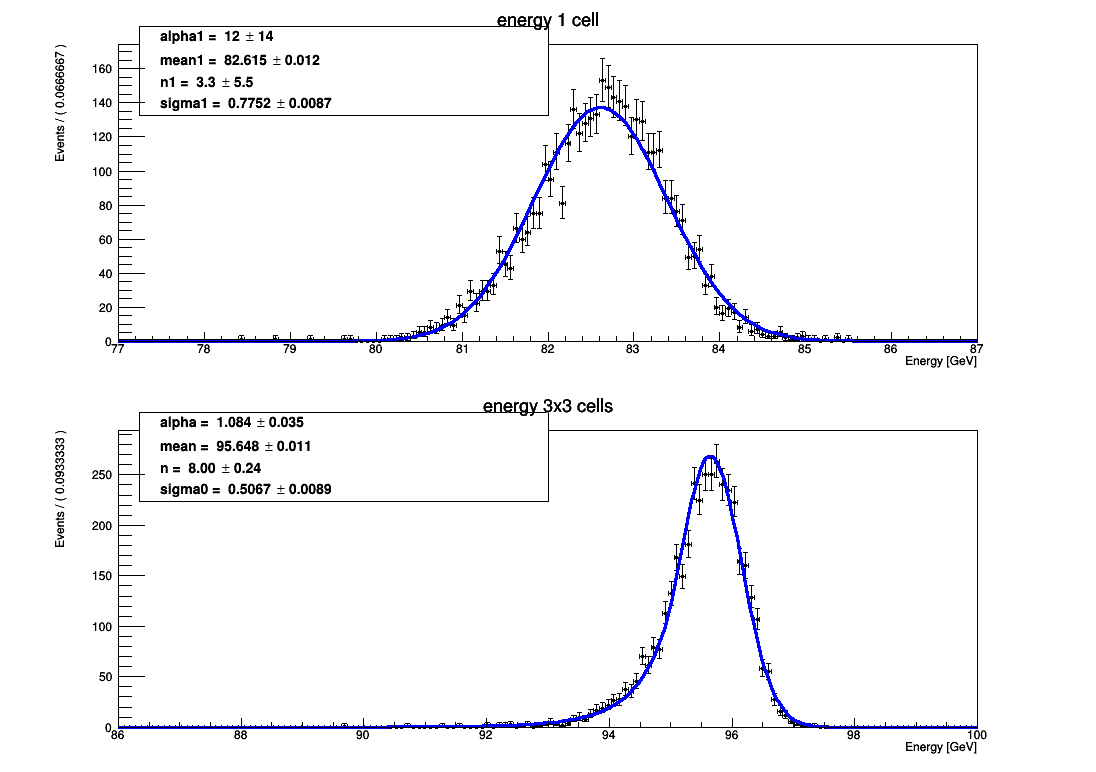 energy 1 cell
alpha1 = 12 ± 14
mean1 = 82.615 ± 0.012
n1 = 3.3 ± 5.5
sigma1 = 0.7752 ± 0.0087
Events / ( 0.0666667 )
160
140
120
100
80
60
40
20
0
77 78 79 80 81 82 83 84 85 86 87
Energy [GeV]
energy 3x3 cells
alpha = 1.084 ± 0.035
mean = 95.648 ± 0.011
n = 8.00 ± 0.24
sigma0 = 0.5067 ± 0.0089
Events / ( 0.0933333 )
250
200
150
100
50
0
86 88 90 92 94 96 98 100
Energy [GeV]